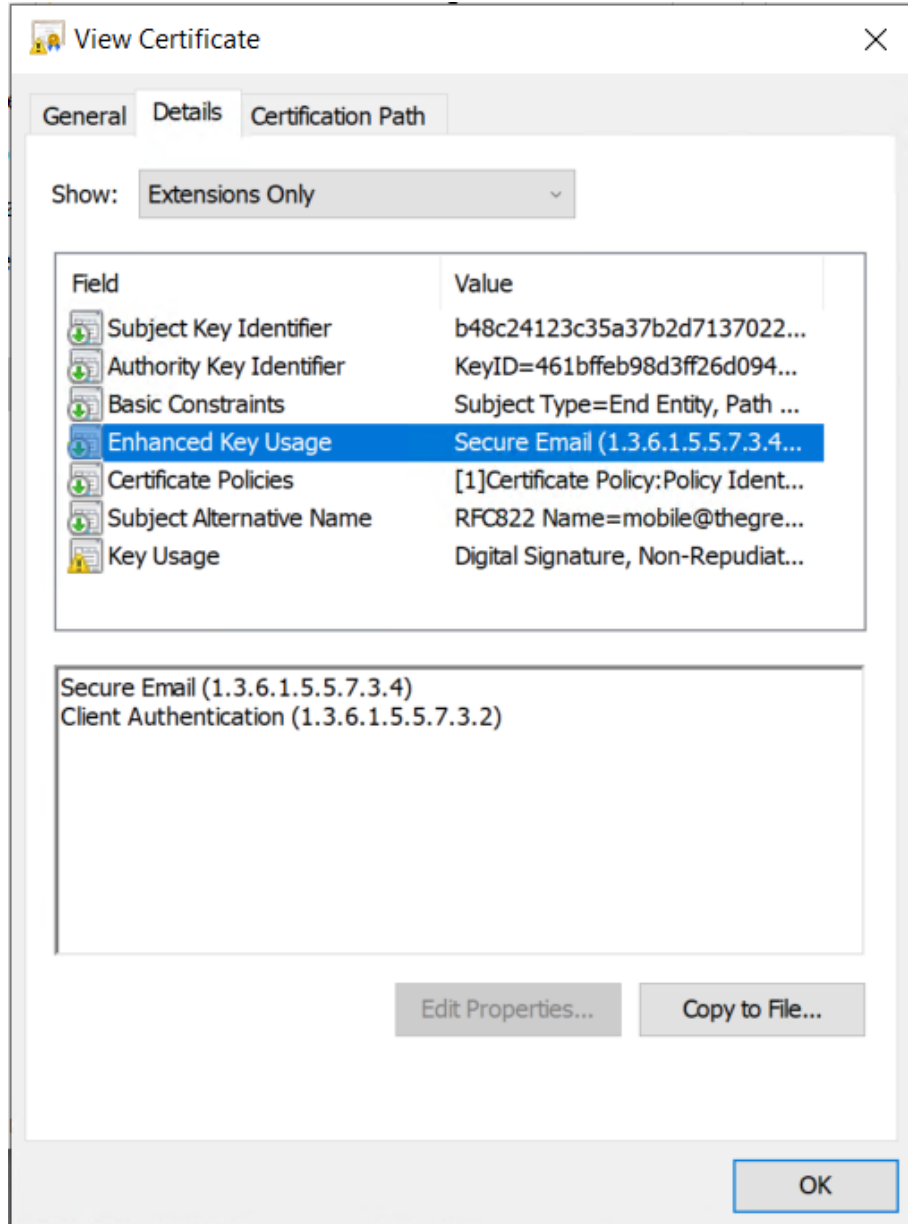 View Certificate
General Details Certification Path
Show: Extensions Only
Field Value
Subject Key Identifier b48c24123c35a37b2d7137022...
Authority Key Identifier KeyID=461bffeb98d3ff26d094...
Basic Constraints Subject Type=End Entity, Path ...
Enhanced Key Usage Secure Email (1.3.6.1.5.5.7.3.4...
Certificate Policies [1]Certificate Policy:Policy Ident...
Subject Alternative Name RFC822 Name=mobile@thegre...
Key Usage Digital Signature, Non-Repudiat...
Secure Email (1.3.6.1.5.5.7.3.4)
Client Authentication (1.3.6.1.5.5.7.3.2)
Edit Properties... Copy to File...
OK